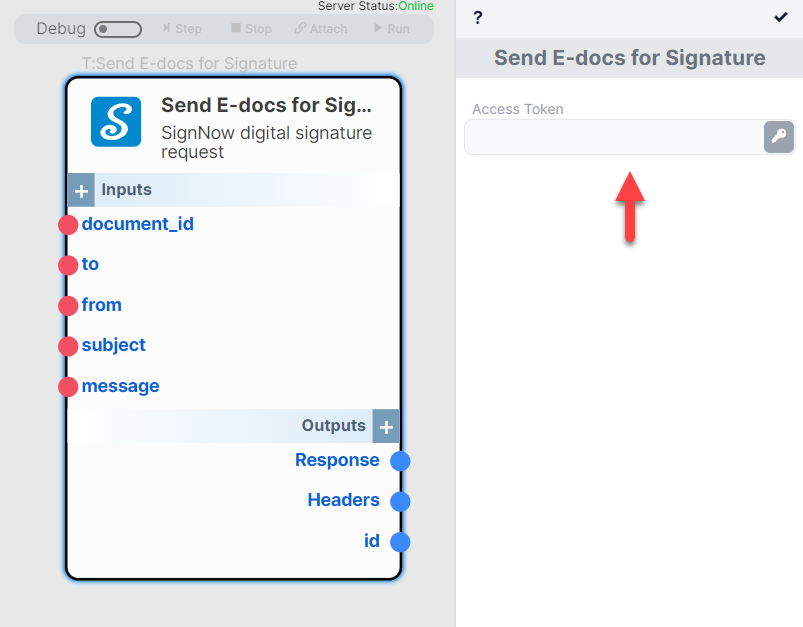 Server Status:Online
Debug Step Stop Attach Run
T:Send E-docs for Signature
Send E-docs for Sig...
SignNow digital signature
request
+ Inputs
document_id
to
from
subject
message
Outputs +
Response
Headers
id
?
Send E-docs for Signature
Access Token